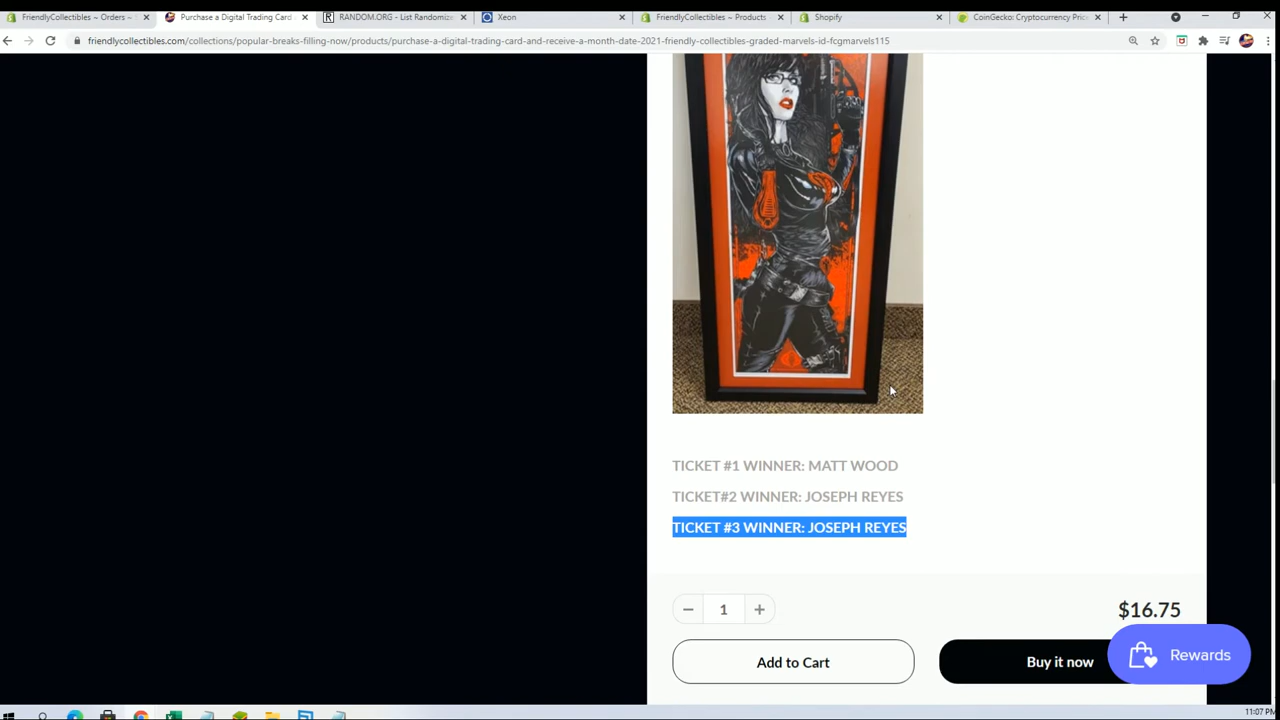 FriendlyCollectibles ~ Orders ~
Purchase a Digital Trading Card
RANDOM.ORG - List Randomize
Xeon
FriendlyCollectibles ~ Products
Shopify
CoinGecko: Cryptocurrency Pric
friendlycollectibles.com/collections/popular-breaks-filling-now/products/purchase-a-digital-trading-card-and-receive-a-month-date-2021-friendly-collectibles-graded-marvels-id-fcgmarvels115
TICKET #1 WINNER: MATT WOOD
TICKET#2 WINNER: JOSEPH REYES
TICKET #3 WINNER: JOSEPH REYES
1
$16.75
Add to Cart
Buy it now
Rewards
11:07 PM